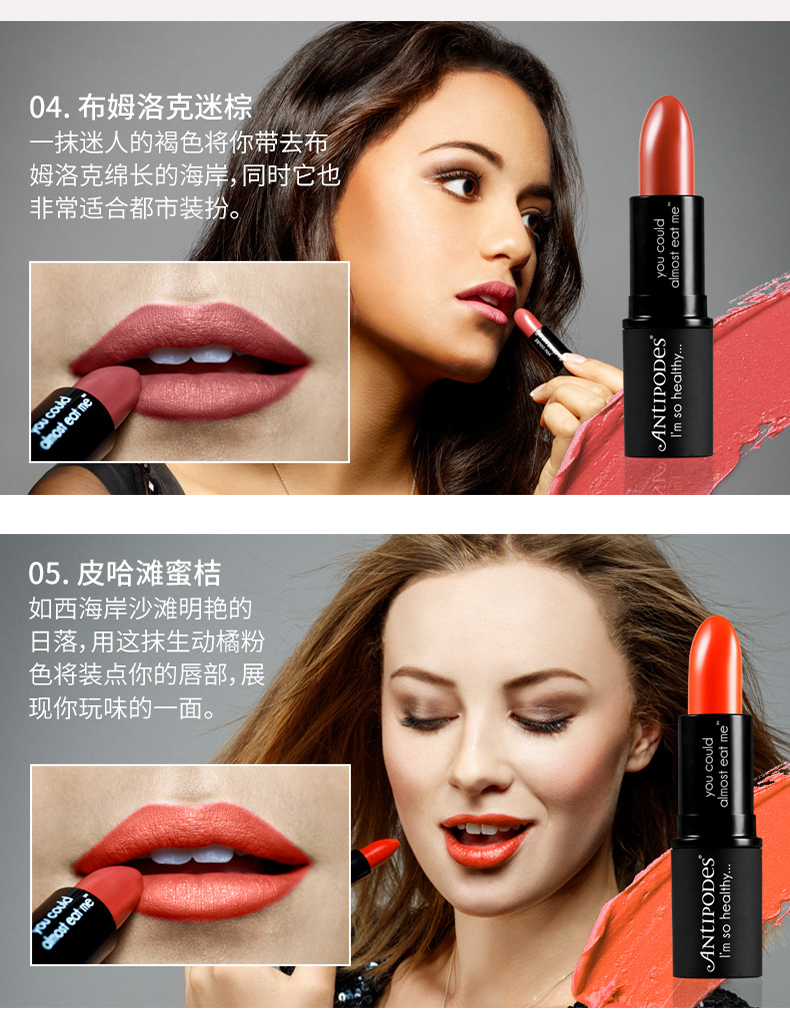 04. 布姆洛克迷棕
一抹迷人的褐色将你带去布
姆洛克绵长的海岸，同时它也
非常适合都市装扮。
you could
almost eat me™
ANTIPODES®
I'm so healthy...
you could
almost eat me™
05. 皮哈滩蜜桔
如西海岸沙滩明艳的
日落，用这抹生动橘粉
色将装点你的唇部，展
现你玩味的一面。
you could
almost eat me™
ANTIPODES®
I'm so healthy...
you could
almost eat me™